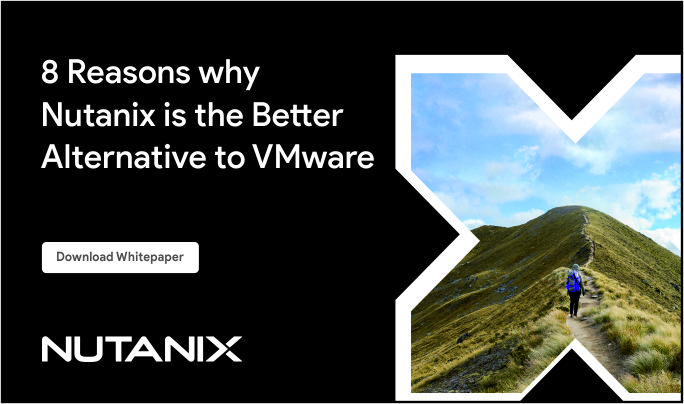 8 Reasons why
Nutanix is the Better
Alternative to VMware
Download Whitepaper
NUTANIX